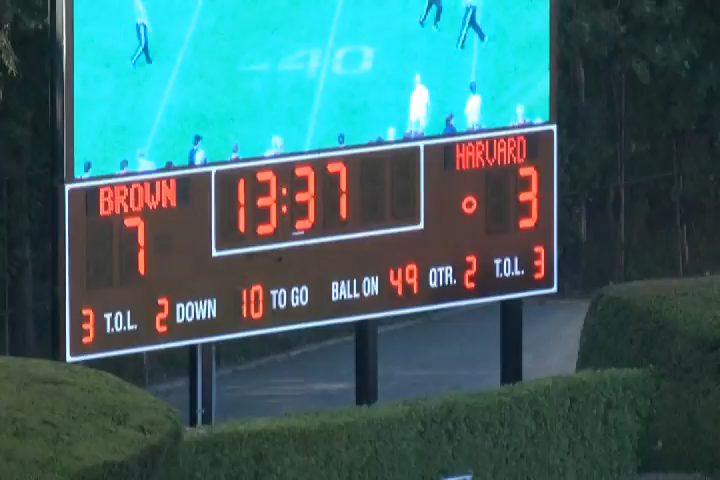 40
BROWN 13:37 HARVARD
7 3
3 T.O.L. 2 DOWN 10 TO GO BALL ON 49 QTR. 2 T.O.L. 3